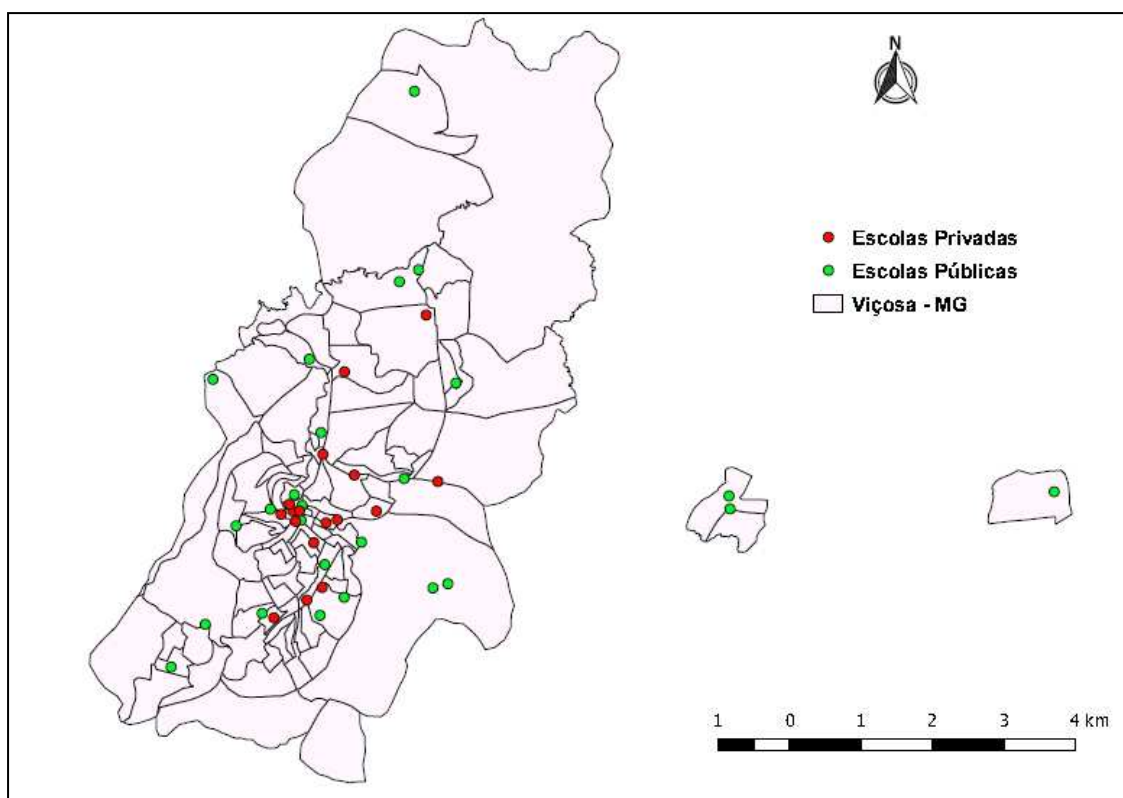 N
Escolas Privadas
Escolas Públicas
Viçosa - MG
1 0 1 2 3 4 km